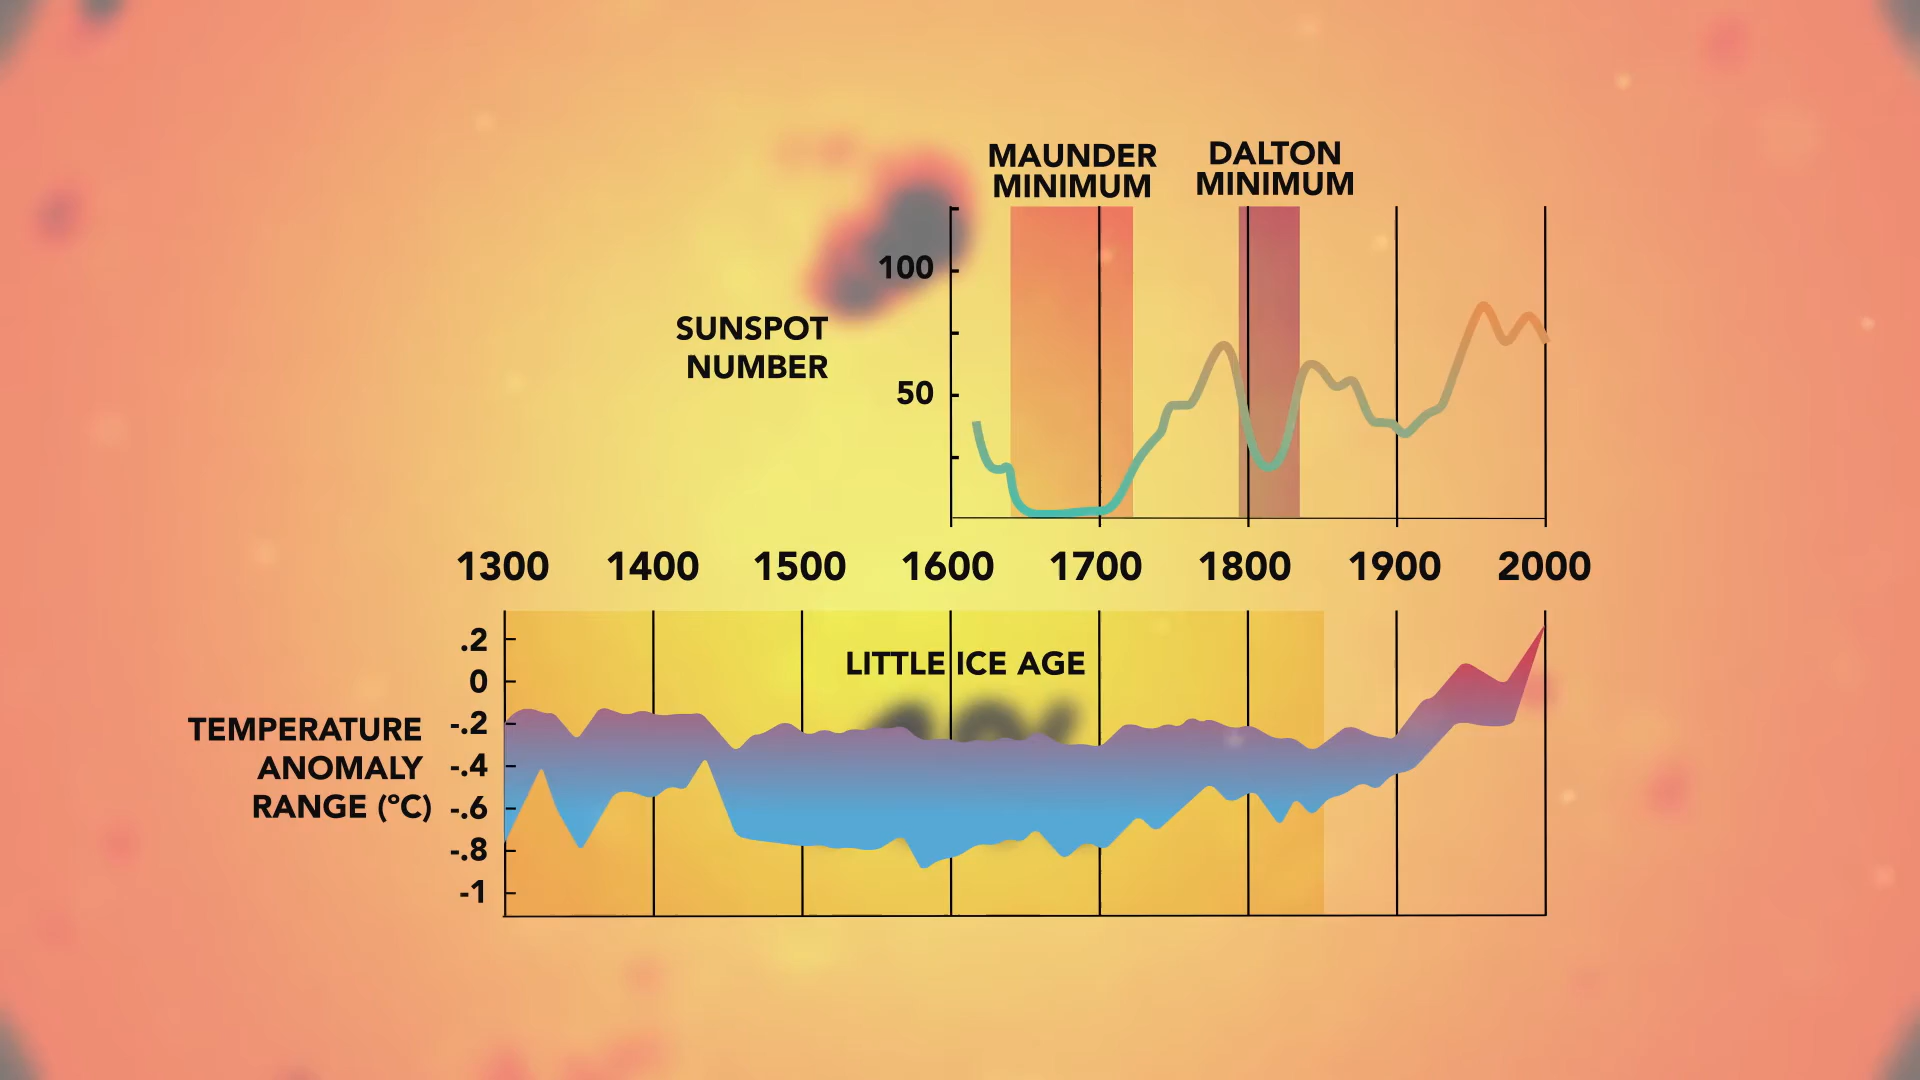 MAUNDER
MINIMUM
DALTON
MINIMUM
100
SUNSPOT
NUMBER
50
1300 1400 1500 1600 1700 1800 1900 2000
.2
LITTLE ICE AGE
0
-.2
TEMPERATURE
ANOMALY
RANGE (ºC)
-.4
-.6
-.8
-1